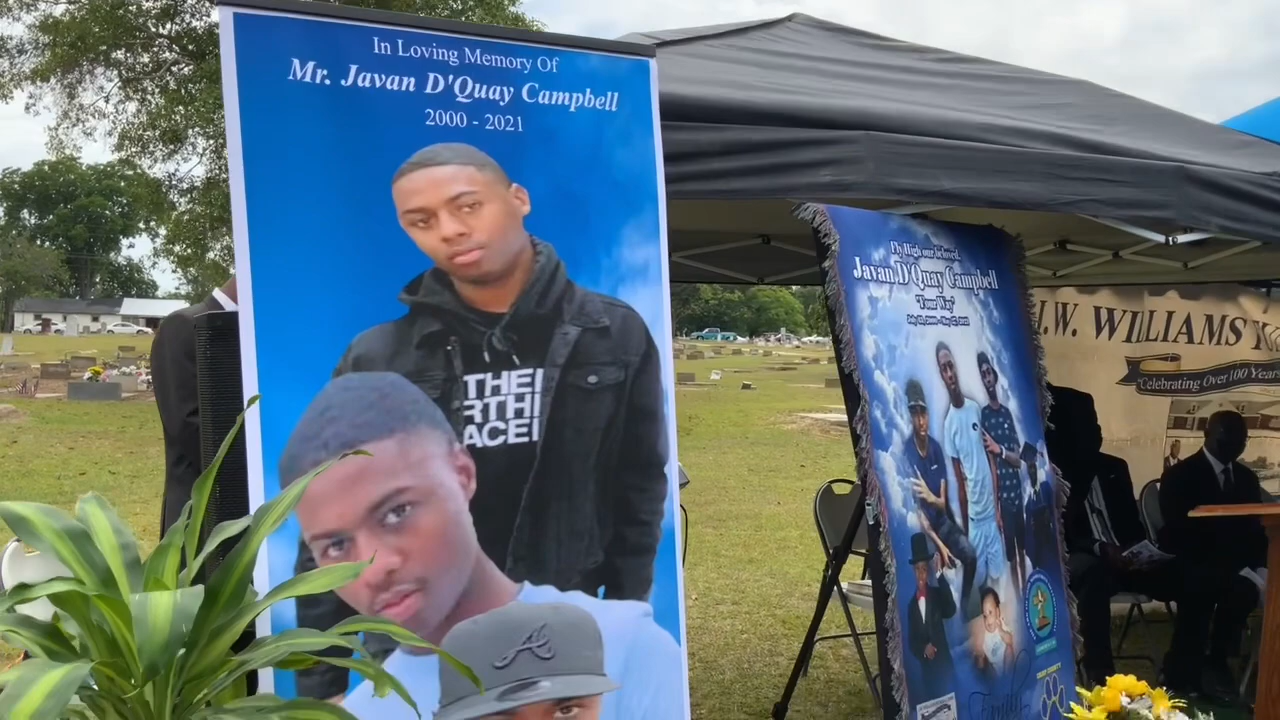 In Loving Memory Of
Mr. Javan D'Quay Campbell
2000 - 2021
THE
RTH
ACE
A
Fly High our beloved.
Javan D'Quay Campbell
"Four Way"
.W. WILLIAMS
"Celebrating Over 100 Years